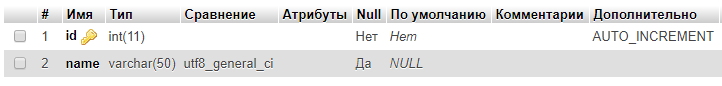 # Имя Тип Сравнение Атрибуты Null По умолчанию Комментарии Дополнительно
1 id int(11) Нет Нет AUTO_INCREMENT
2 name varchar(50) utf8_general_ci Да NULL